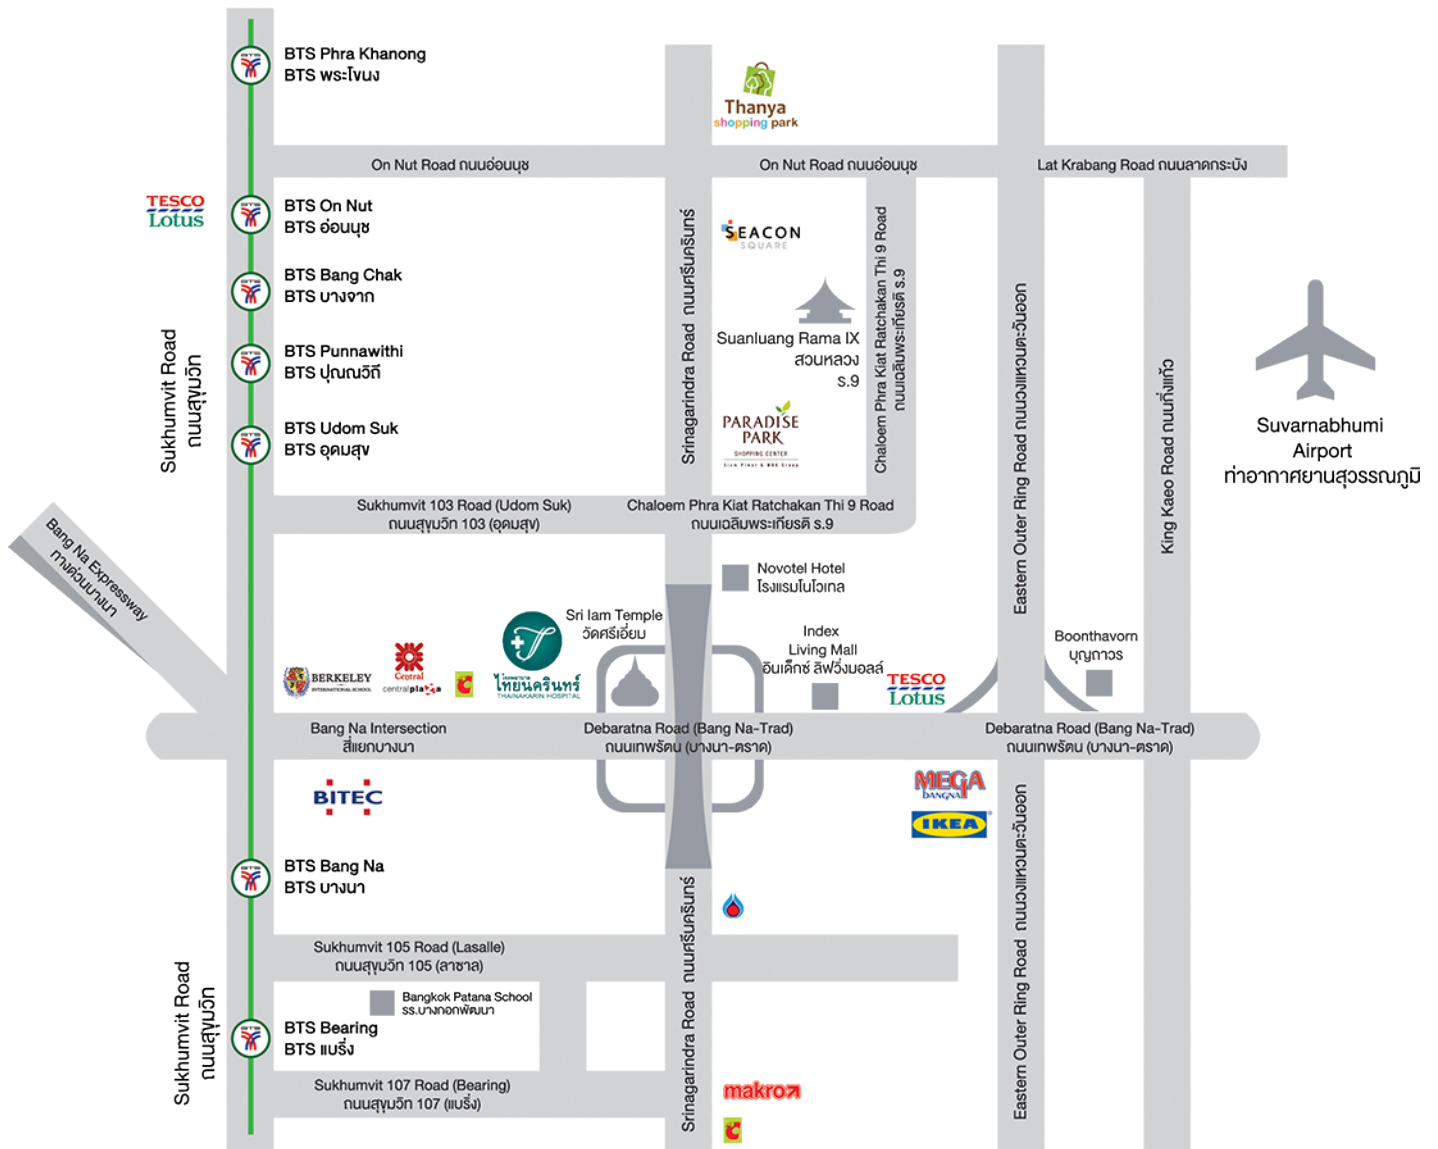 BTS Phra Khanong
BTS พระโขนง
Thanya
shopping park
On Nut Road ถนนอ่อนนุช
On Nut Road ถนนอ่อนนุช
Lat Krabang Road ถนนลาดกระบัง
TESCO
Lotus
BTS On Nut
BTS อ่อนนุช
SEACON
SQUARE
BTS Bang Chak
BTS บางจาก
Suanluang Rama IX
สวนหลวง
ร.9
BTS Punnawithi
BTS ปุณณวิถี
PARADISE
PARK
SHOPPING CENTER
Siam Piwat & MBK Group
BTS Udom Suk
BTS อุดมสุข
Sukhumvit Road
ถนนสุขุมวิท
Srinagarindra Road ถนนศรีนครินทร์
Chaloem Phra Kiat Ratchakan Thi 9 Road
ถนนเฉลิมพระเกียรติ ร.9
Eastern Outer Ring Road ถนนวงแหวนตะวันออก
King Kaeo Road ถนนกิ่งแก้ว
Suvarnabhumi
Airport
ท่าอากาศยานสุวรรณภูมิ
Sukhumvit 103 Road (Udom Suk)
ถนนสุขุมวิท 103 (อุดมสุข)
Chaloem Phra Kiat Ratchakan Thi 9 Road
ถนนเฉลิมพระเกียรติ ร.9
Bang Na Expressway
ทางด่วนบางนา
Novotel Hotel
โรงแรมโนโวเทล
Sri Iam Temple
วัดศรีเอี่ยม
Index
Living Mall
อินเด็กซ์ ลิฟวิ่งมอลล์
Boonthavorn
บุญถาวร
BERKELEY
INTERNATIONAL SCHOOL
Central
centralplaza
โรงพยาบาล
ไทยนครินทร์
THAINAKARIN HOSPITAL
TESCO
Lotus
Bang Na Intersection
สี่แยกบางนา
Debaratna Road (Bang Na-Trad)
ถนนเทพรัตน (บางนา-ตราด)
Debaratna Road (Bang Na-Trad)
ถนนเทพรัตน (บางนา-ตราด)
BITEC
MEGA
BANGNA
IKEA
BTS Bang Na
BTS บางนา
Sukhumvit 105 Road (Lasalle)
ถนนสุขุมวิท 105 (ลาซาล)
Bangkok Patana School
รร.บางกอกพัฒนา
BTS Bearing
BTS แบริ่ง
Sukhumvit Road
ถนนสุขุมวิท
Srinagarindra Road ถนนศรีนครินทร์
Eastern Outer Ring Road ถนนวงแหวนตะวันออก
Sukhumvit 107 Road (Bearing)
ถนนสุขุมวิท 107 (แบริ่ง)
makro